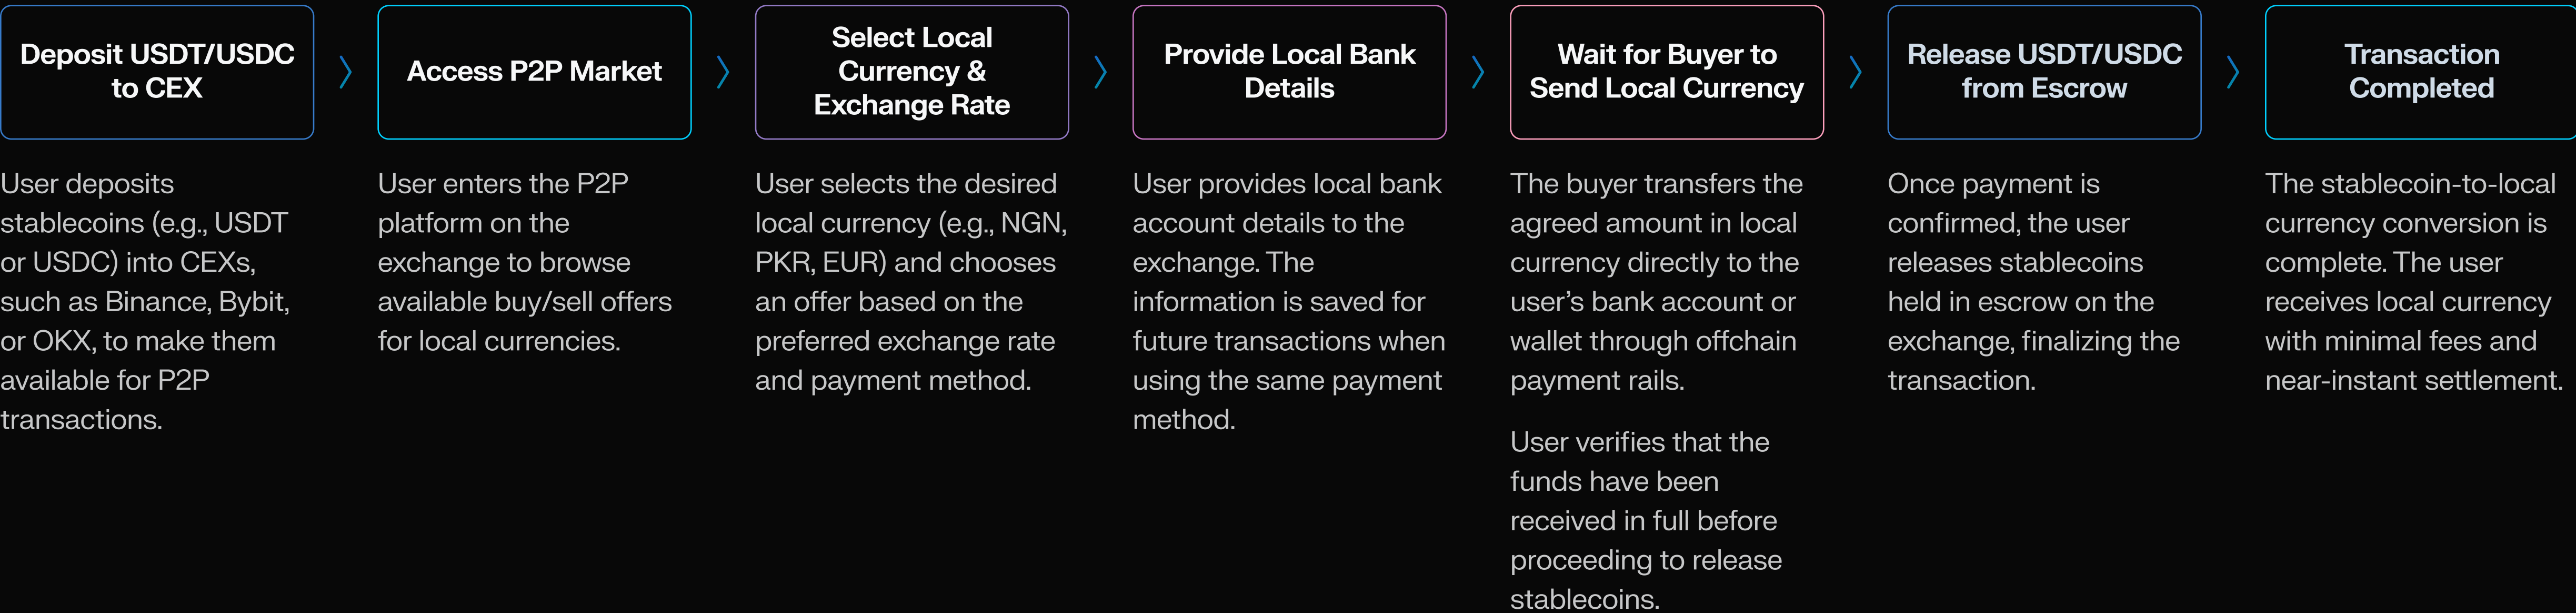 Deposit USDT/USDC
to CEX
User deposits
stablecoins (e.g., USDT
or USDC) into CEXs,
such as Binance, Bybit,
or OKX, to make them
available for P2P
transactions.
Access P2P Market
User enters the P2P
platform on the
exchange to browse
available buy/sell offers
for local currencies.
Select Local
Currency &
Exchange Rate
User selects the desired
local currency (e.g., NGN,
PKR, EUR) and chooses
an offer based on the
preferred exchange rate
and payment method.
Provide Local Bank
Details
User provides local bank
account details to the
exchange. The
information is saved for
future transactions when
using the same payment
method.
Wait for Buyer to
Send Local Currency
The buyer transfers the
agreed amount in local
currency directly to the
user’s bank account or
wallet through offchain
payment rails.
User verifies that the
funds have been
received in full before
proceeding to release
stablecoins.
Release USDT/USDC
from Escrow
Once payment is
confirmed, the user
releases stablecoins
held in escrow on the
exchange, finalizing the
transaction.
Transaction
Completed
The stablecoin-to-local
currency conversion is
complete. The user
receives local currency
with minimal fees and
near-instant settlement.